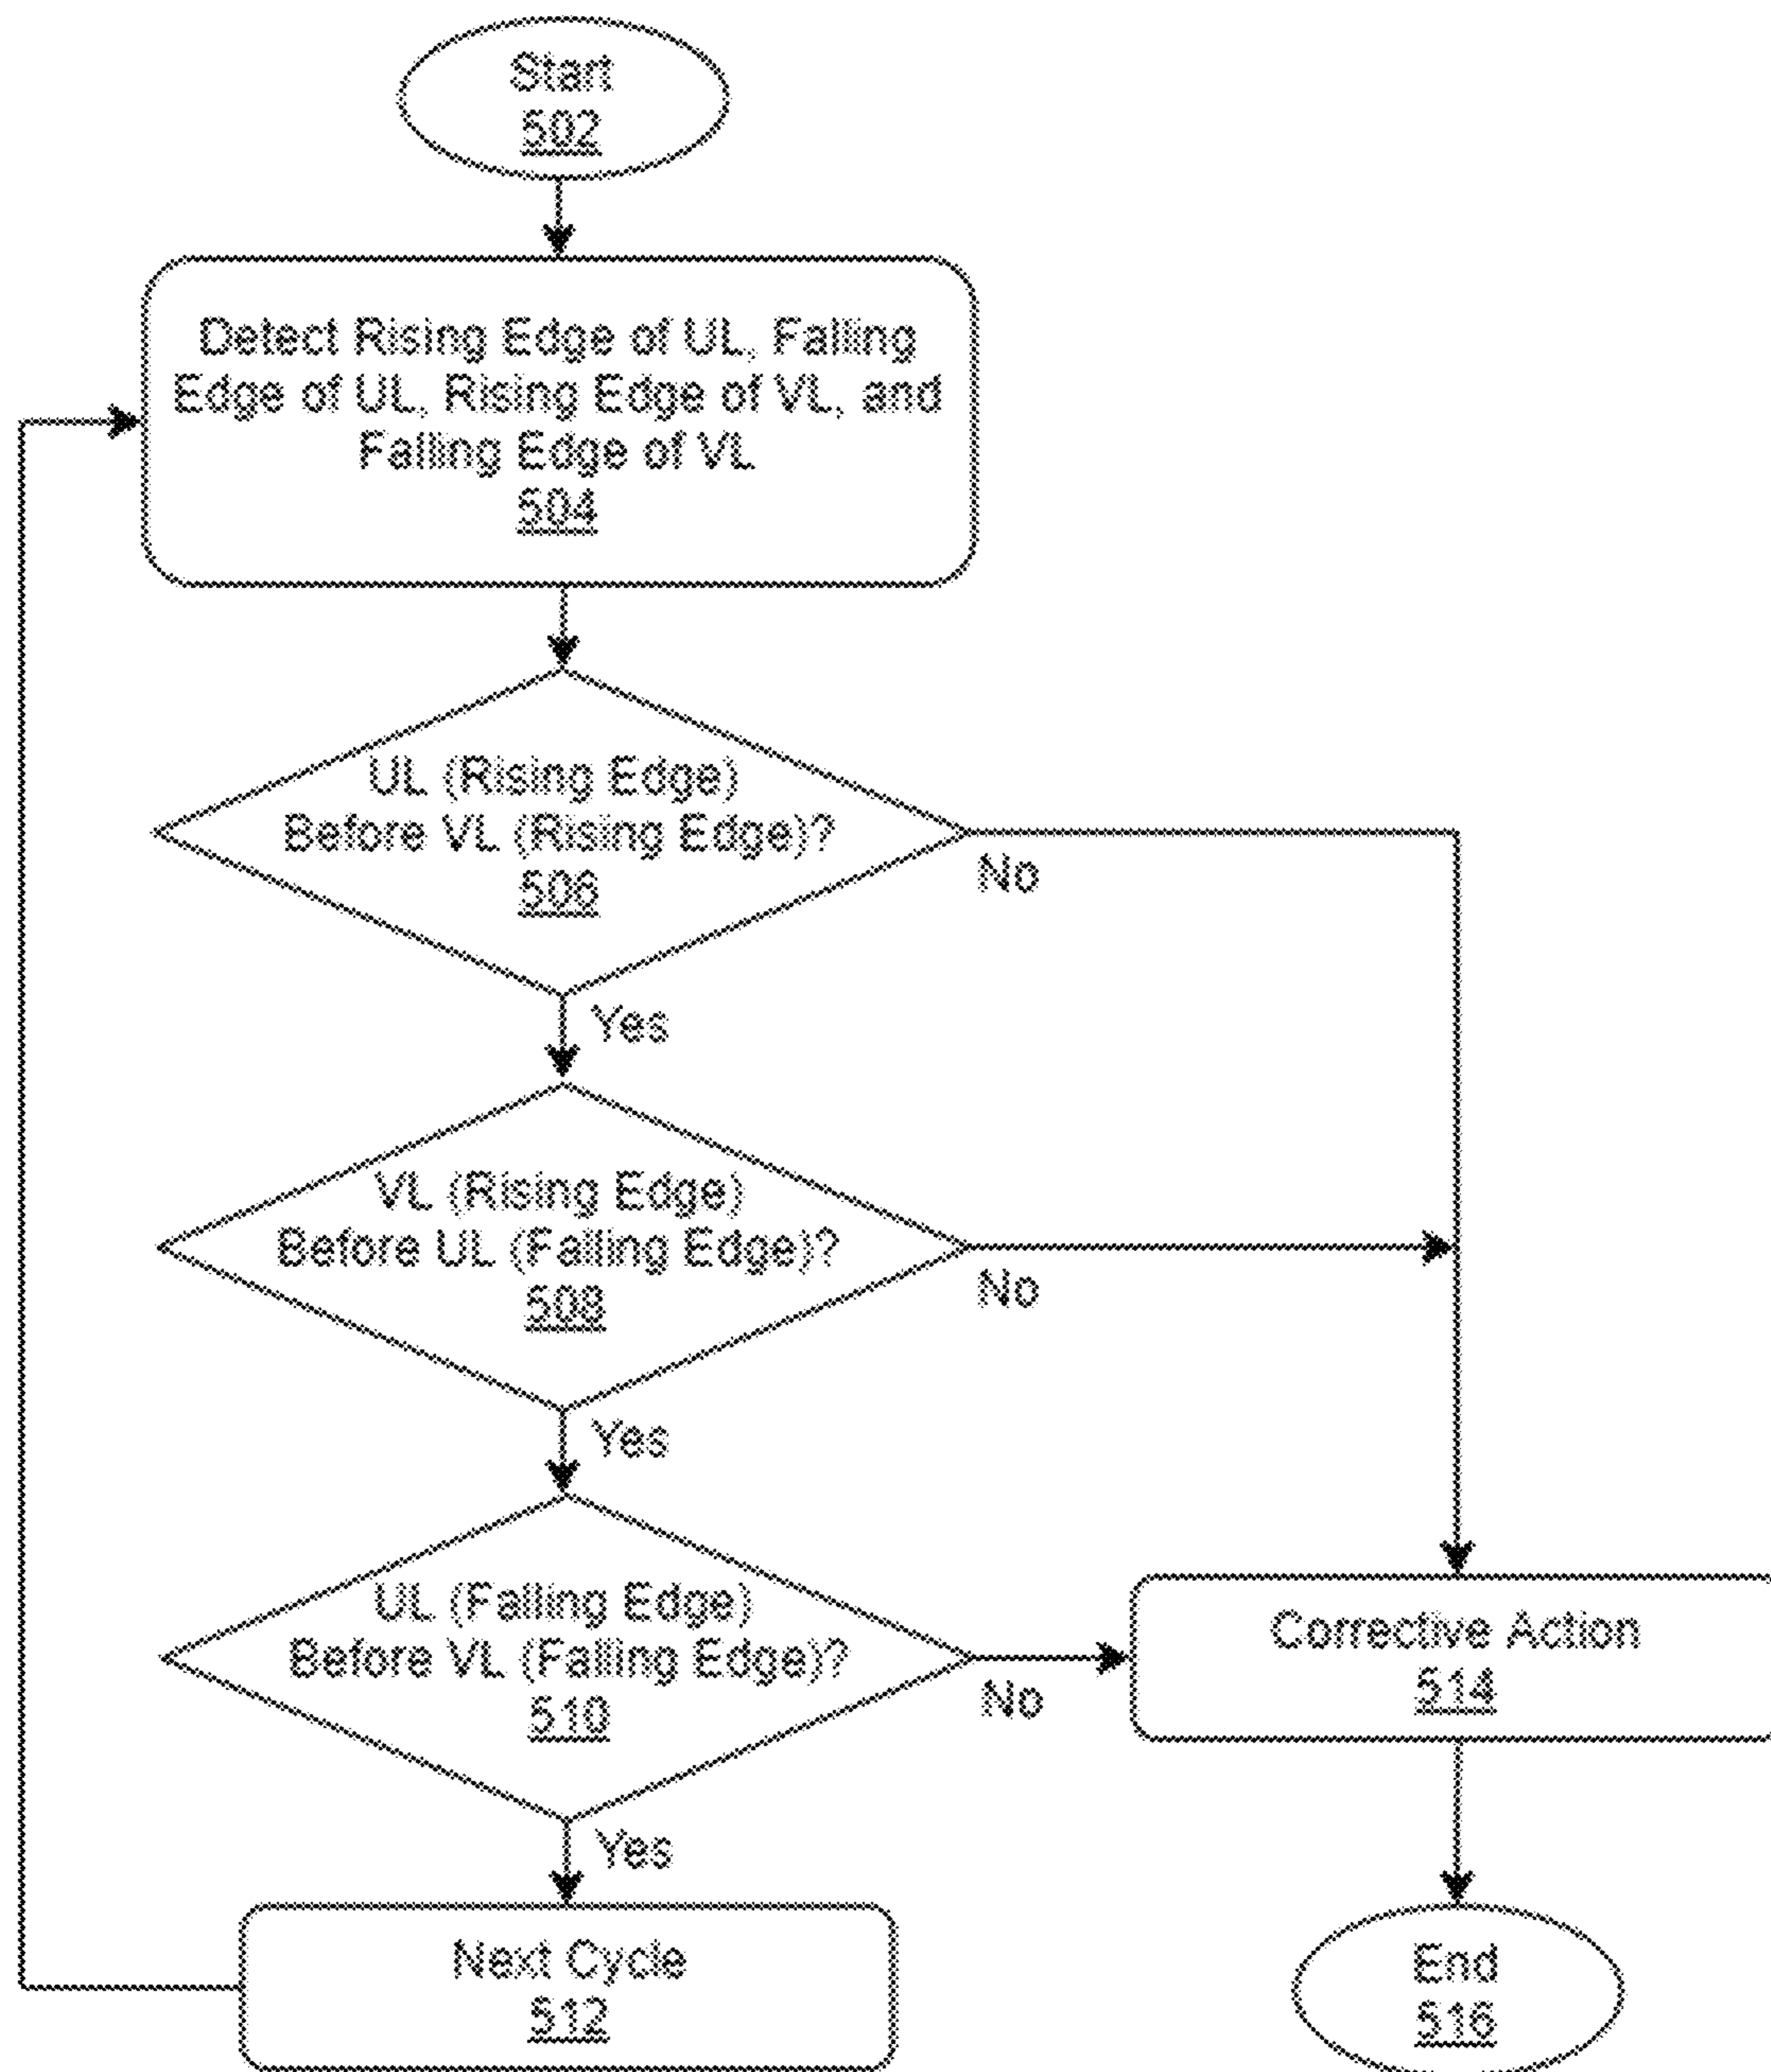 Start
502
Detect Rising Edge of UL, Falling
Edge of UL, Rising Edge of VL, and
Falling Edge of VL
504
UL (Rising Edge)
Before VL (Rising Edge)?
506
No
Yes
VL (Rising Edge)
Before UL (Falling Edge)?
508
No
Yes
UL (Falling Edge)
Before VL (Falling Edge)?
510
No
Corrective Action
514
Yes
Next Cycle
512
End
516